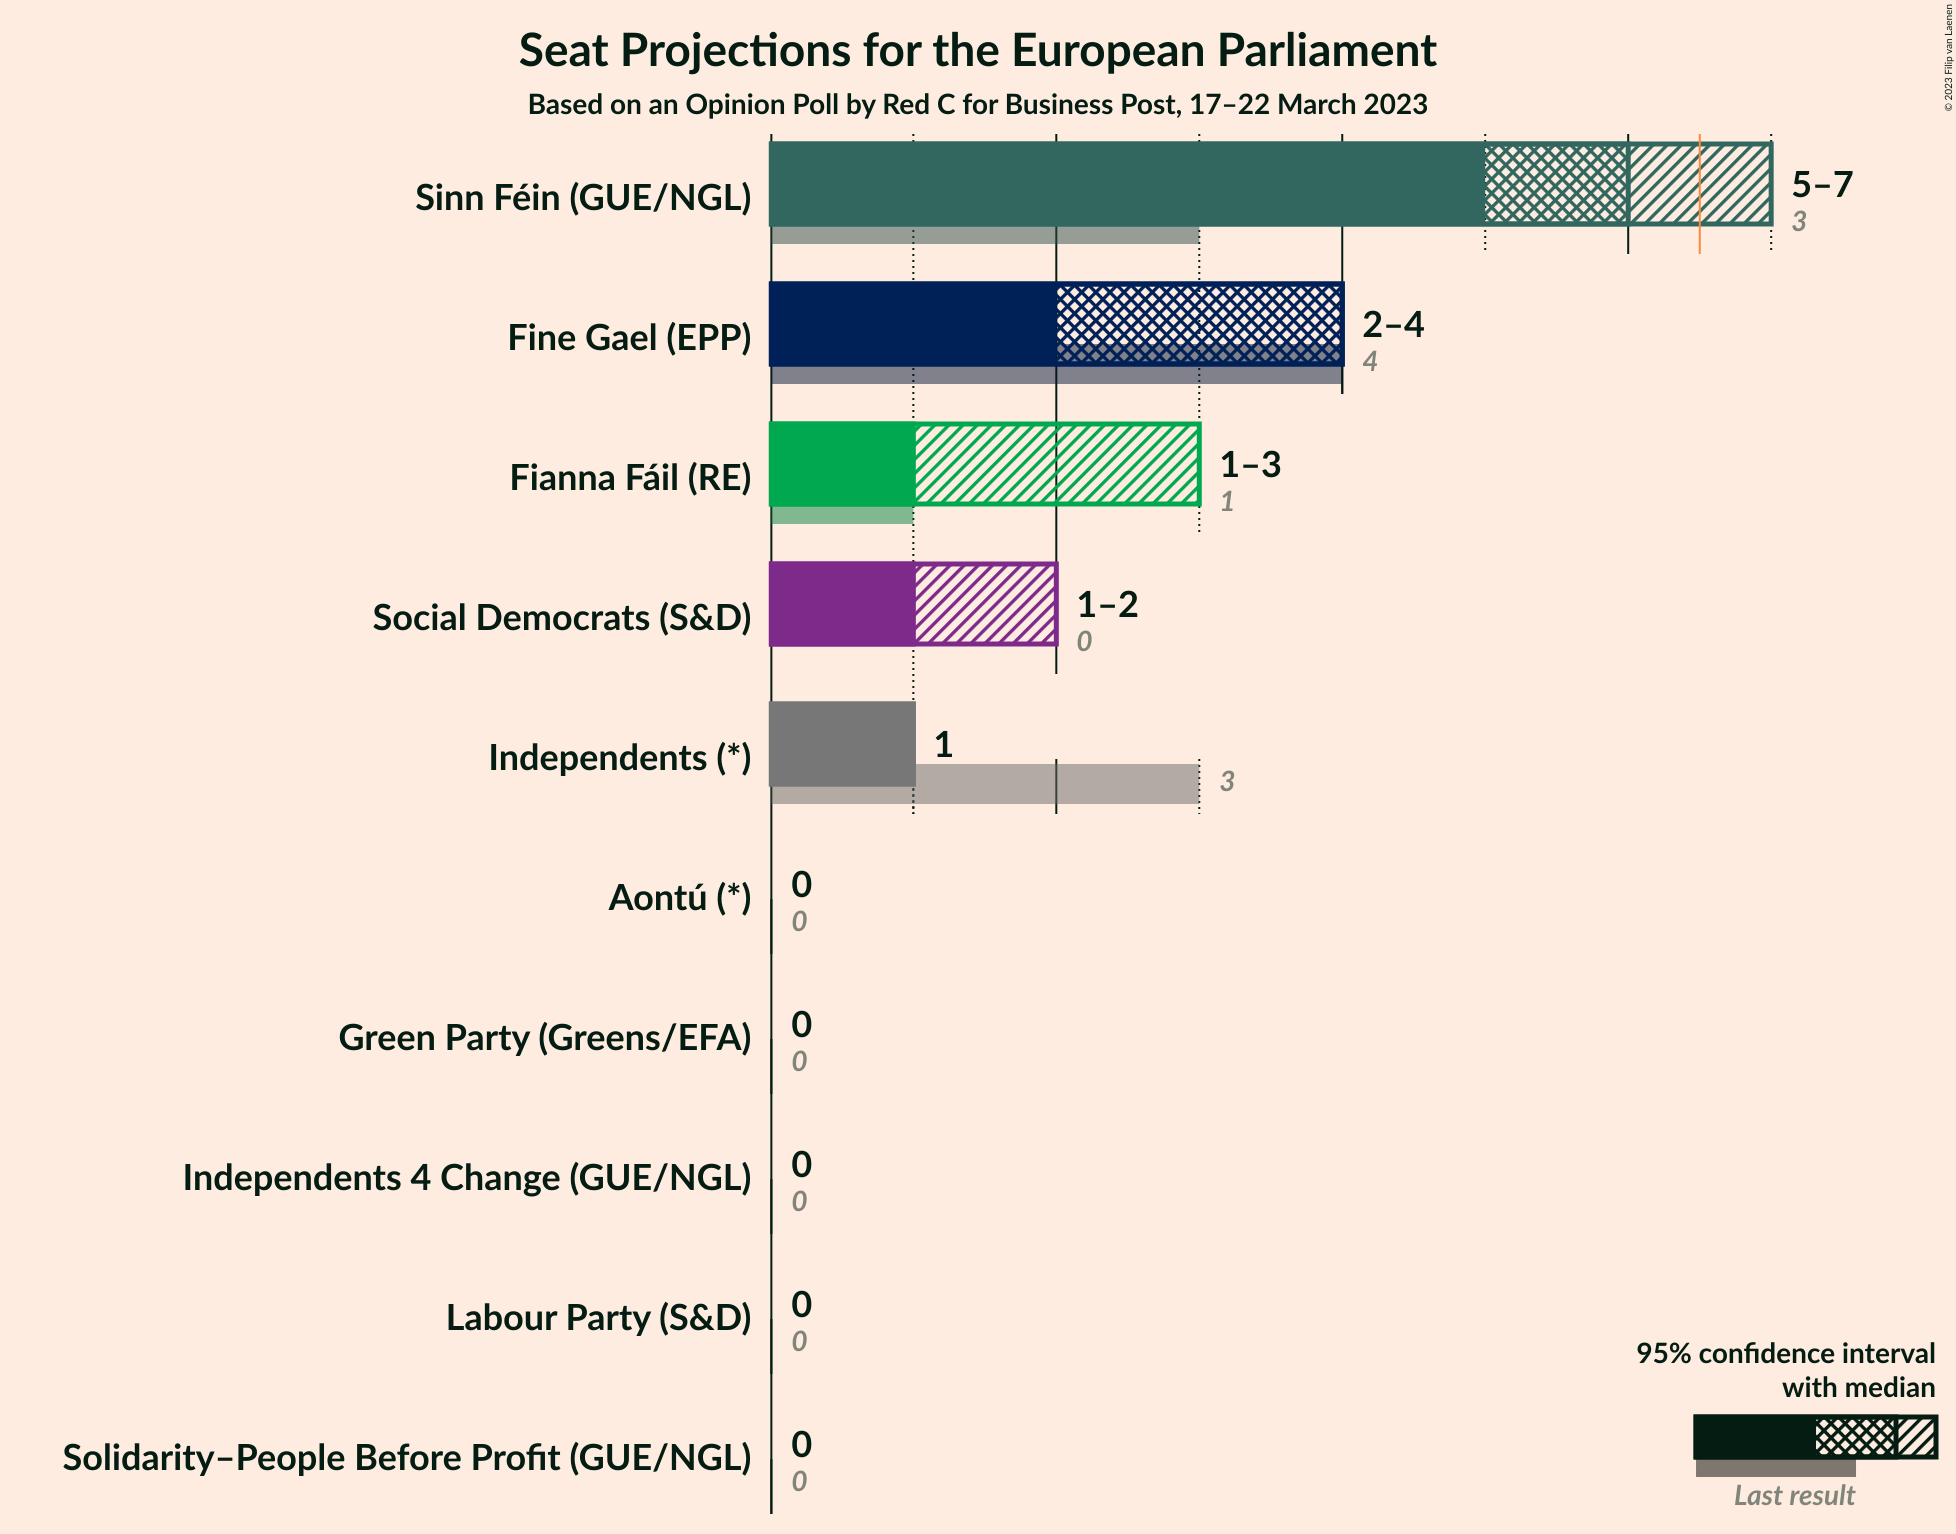 Seat Projections for the European Parliament
Based on an Opinion Poll by Red C for Business Post, 17–22 March 2023
© 2023 Filip van Laenen
Sinn Féin (GUE/NGL)
5–7
3
Fine Gael (EPP)
2–4
4
Fianna Fáil (RE)
1–3
1
Social Democrats (S&D)
1–2
0
Independents (*)
1
3
Aontú (*)
0
0
Green Party (Greens/EFA)
0
0
Independents 4 Change (GUE/NGL)
0
0
Labour Party (S&D)
0
0
Solidarity–People Before Profit (GUE/NGL)
0
0
95% confidence interval
with median
Last result